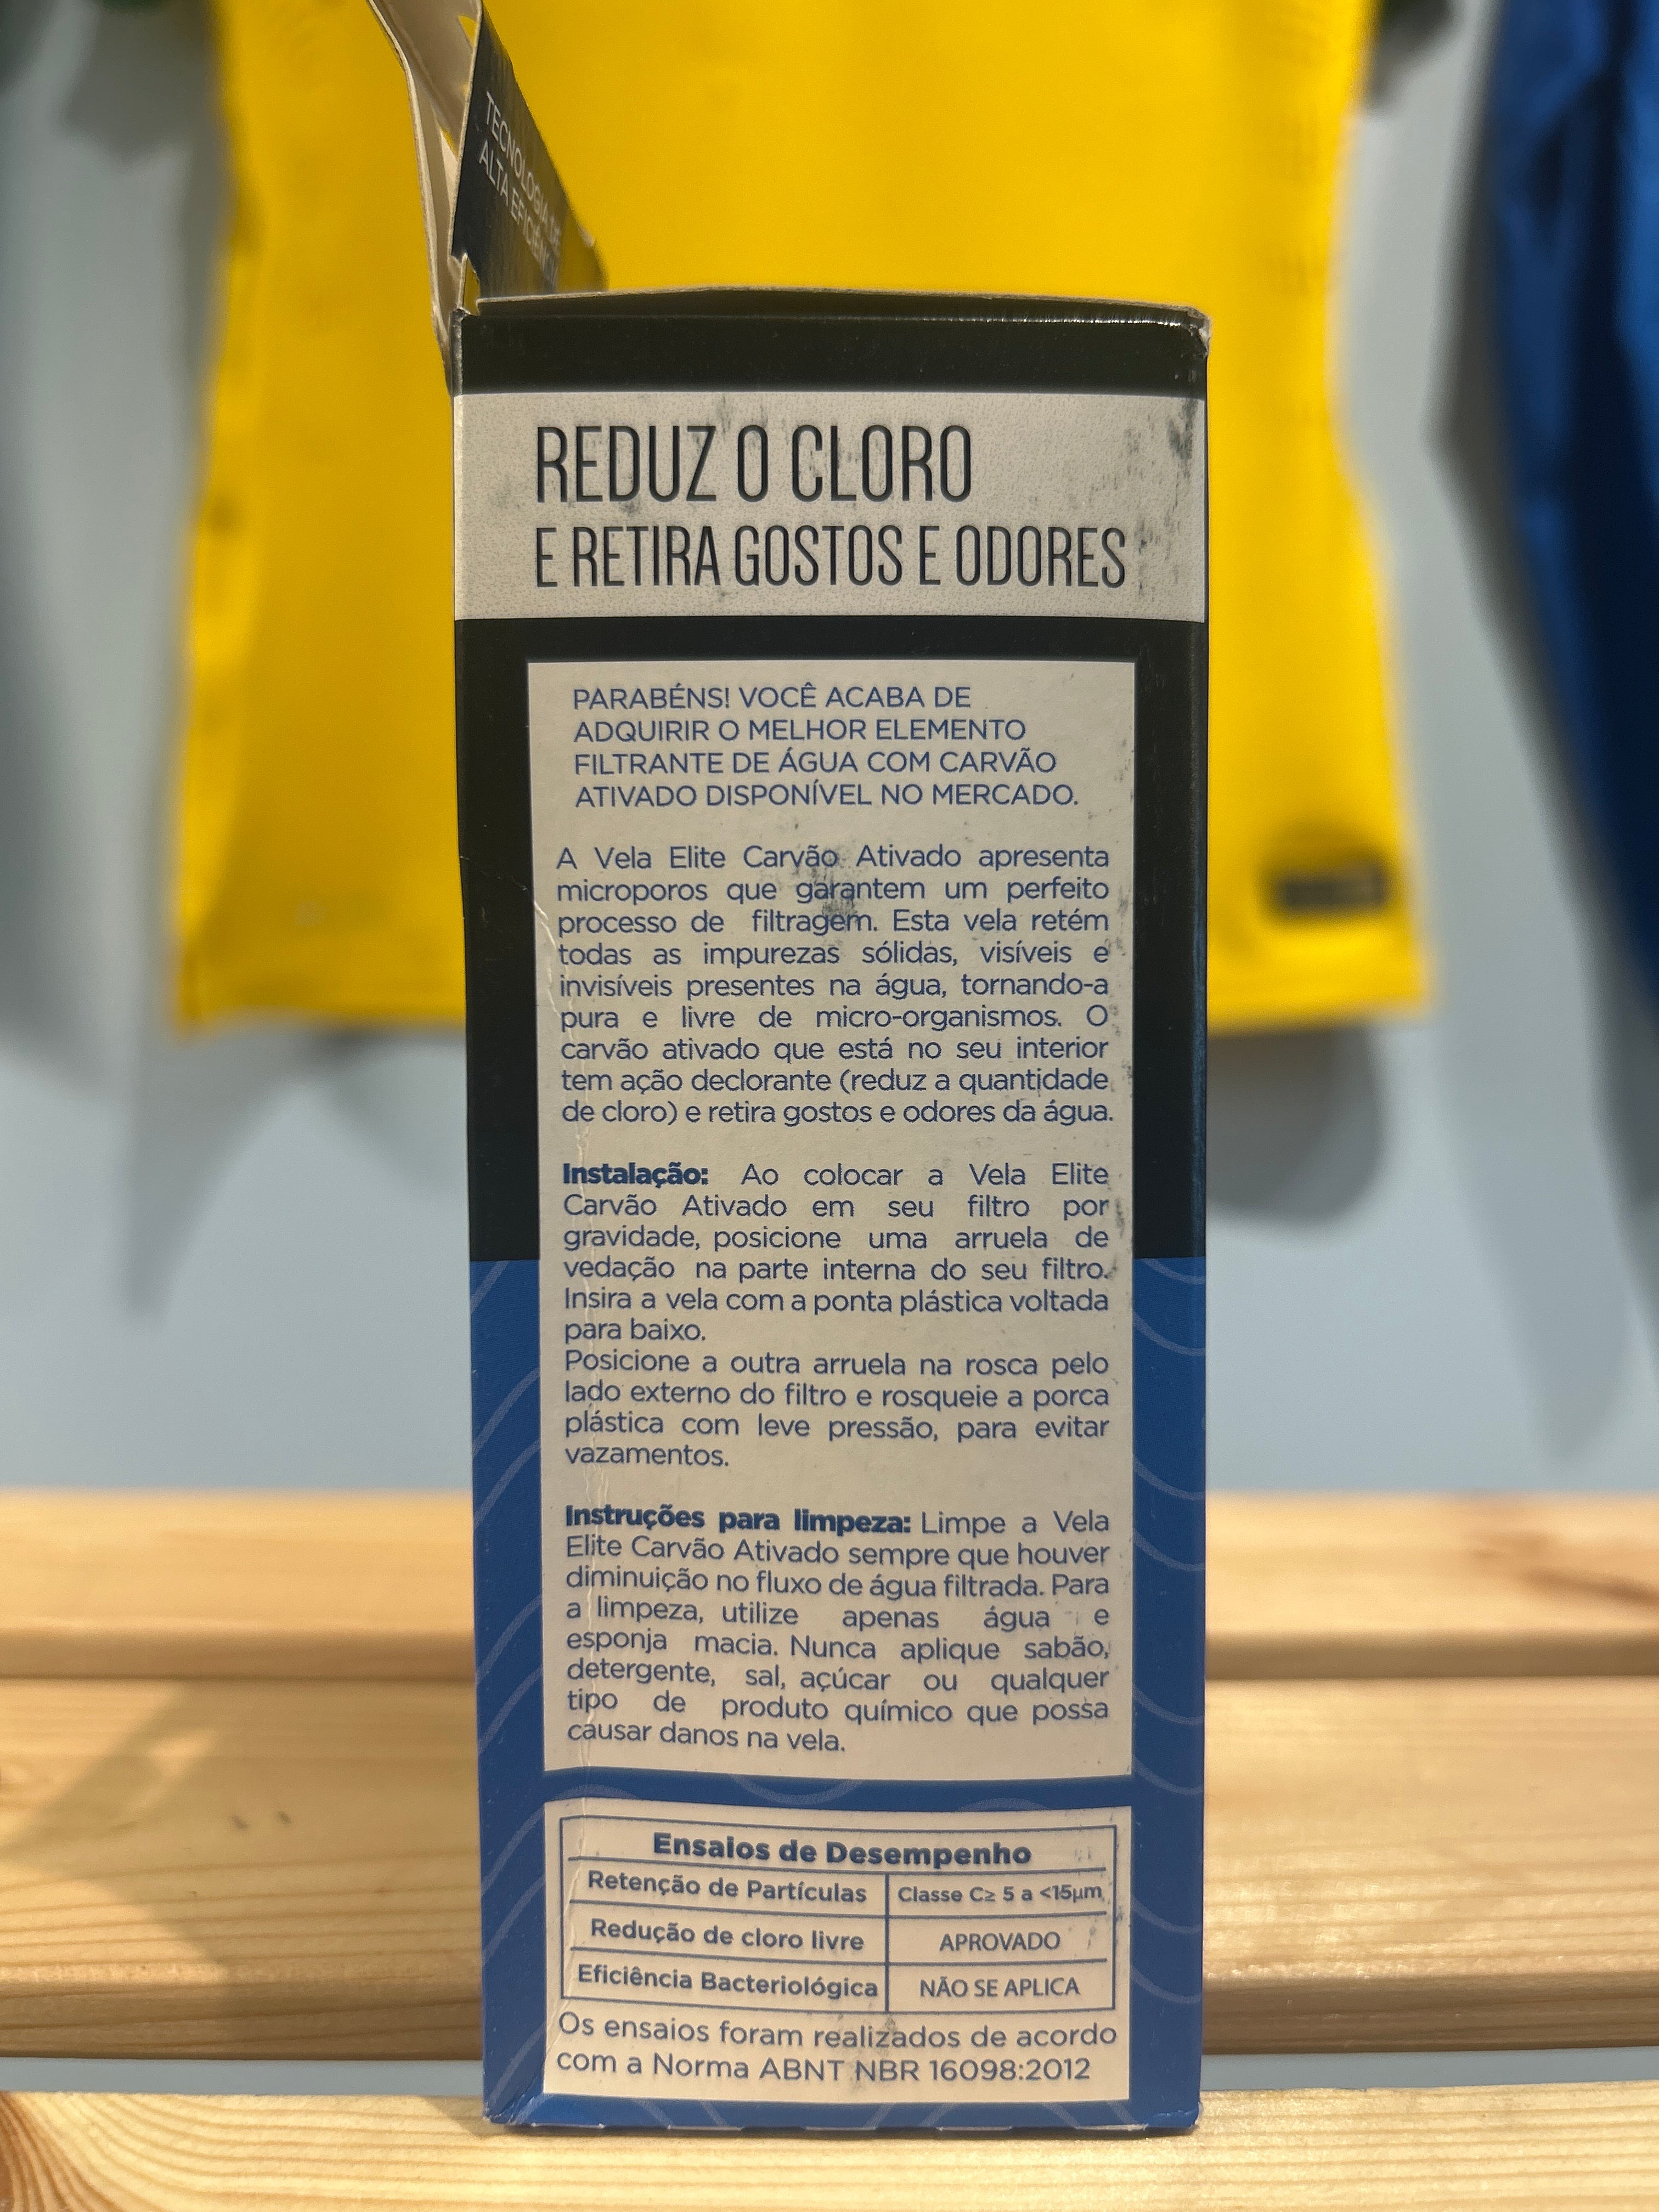 TECNOLOGIA DE
ALTA
REDUZ O CLORO
E RETIRA GOSTOS E ODORES
PARABÉNS! VOCÊ ACABA DE
ADQUIRIR O MELHOR ELEMENTO
FILTRANTE DE ÁGUA COM CARVÃO
ATIVADO DISPONÍVEL NO MERCADO.
A Vela Elite Carvão Ativado apresenta
microporos que garantem um perfeito
processo de filtragem. Esta vela retém
todas as impurezas sólidas, visíveis e
invisíveis presentes na água, tornando-a
pura e livre de micro-organismos. O
carvão ativado que está no seu interior
tem ação declorante (reduz a quantidade
de cloro) e retira gostos e odores da água.
Instalação: Ao colocar a Vela Elite
Carvão Ativado em seu filtro por
gravidade, posicione uma arruela de
vedação na parte interna do seu filtro.
Insira a vela com a ponta plástica voltada
para baixo.
Posicione a outra arruela na rosca pelo
lado externo do filtro e rosqueie a porca
plástica com leve pressão, para evitar
vazamentos.
Instruções para limpeza: Limpe a Vela
Elite Carvão Ativado sempre que houver
diminuição no fluxo de água filtrada. Para
a limpeza, utilize apenas água e
esponja macia. Nunca aplique sabão,
detergente, sal, açúcar ou qualquer
tipo de produto químico que possa
causar danos na vela.
Ensaios de Desempenho
Retenção de Partículas Classe C≥ 5 a <15µm
Redução de cloro livre APROVADO
Eficiência Bacteriológica NÃO SE APLICA
Os ensaios foram realizados de acordo
com a Norma ABNT NBR 16098:2012